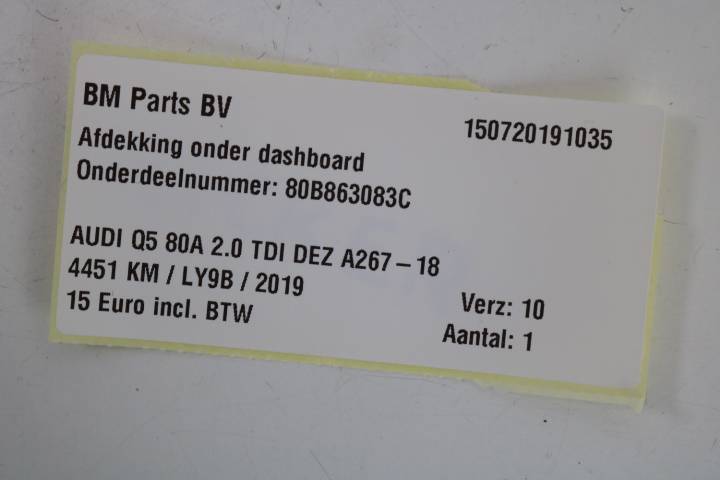 BM Parts BV
150720191035
Afdekking onder dashboard
Onderdeelnummer: 80B863083C
AUDI Q5 80A 2.0 TDI DEZ A267-18
4451 KM / LY9B / 2019
Verz: 10
15 Euro incl. BTW
Aantal: 1